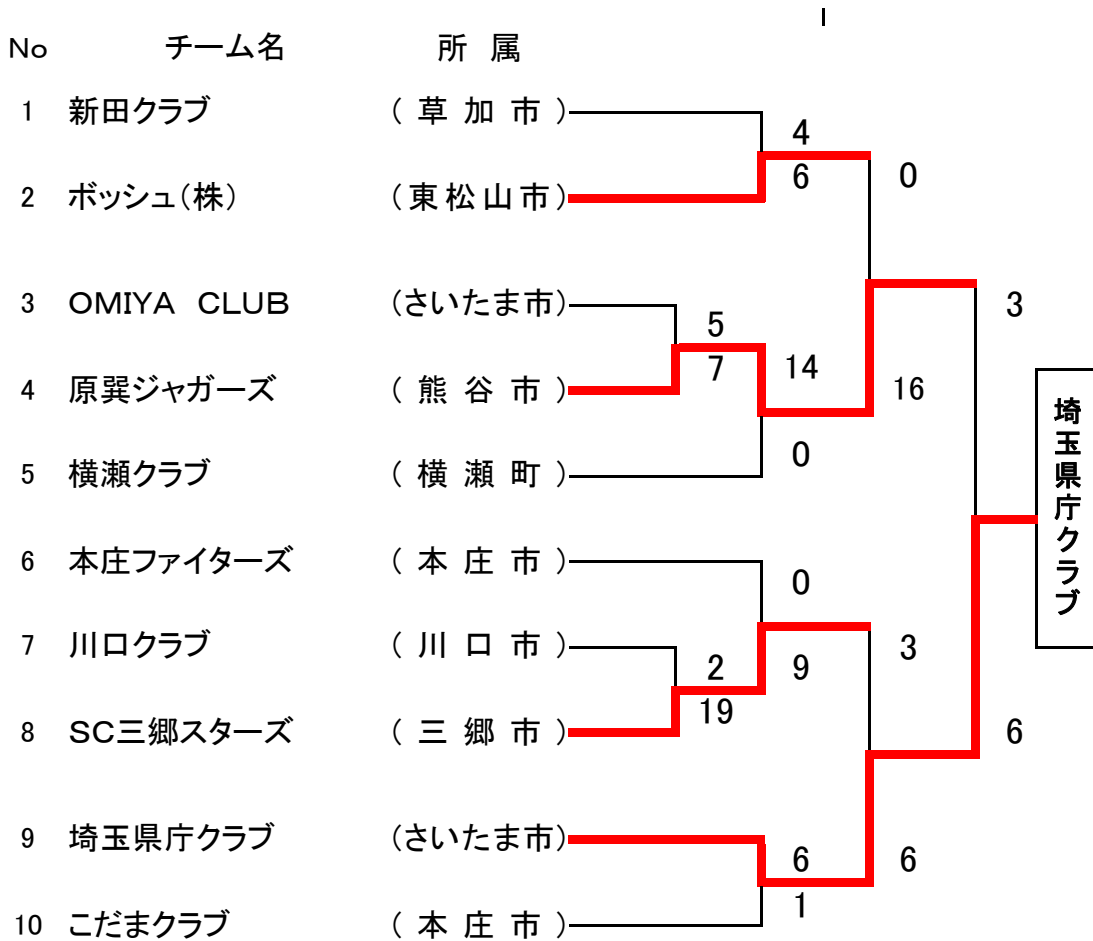 No チーム名 所 属
1 新田クラブ ( 草 加 市 )
4
6
0
2 ボッシュ(株) (東松山市)
3 OMIYA CLUB (さいたま市)
3
5
7
14
16
4 原巽ジャガーズ ( 熊 谷 市 )
0
5 横瀬クラブ ( 横 瀬 町 )
埼玉県庁クラブ
6 本庄ファイターズ ( 本 庄 市 )
0
7 川口クラブ ( 川 口 市 )
3
2
9
19
8 SC三郷スターズ ( 三 郷 市 )
6
9 埼玉県庁クラブ (さいたま市)
6
6
1
10 こだまクラブ ( 本 庄 市 )